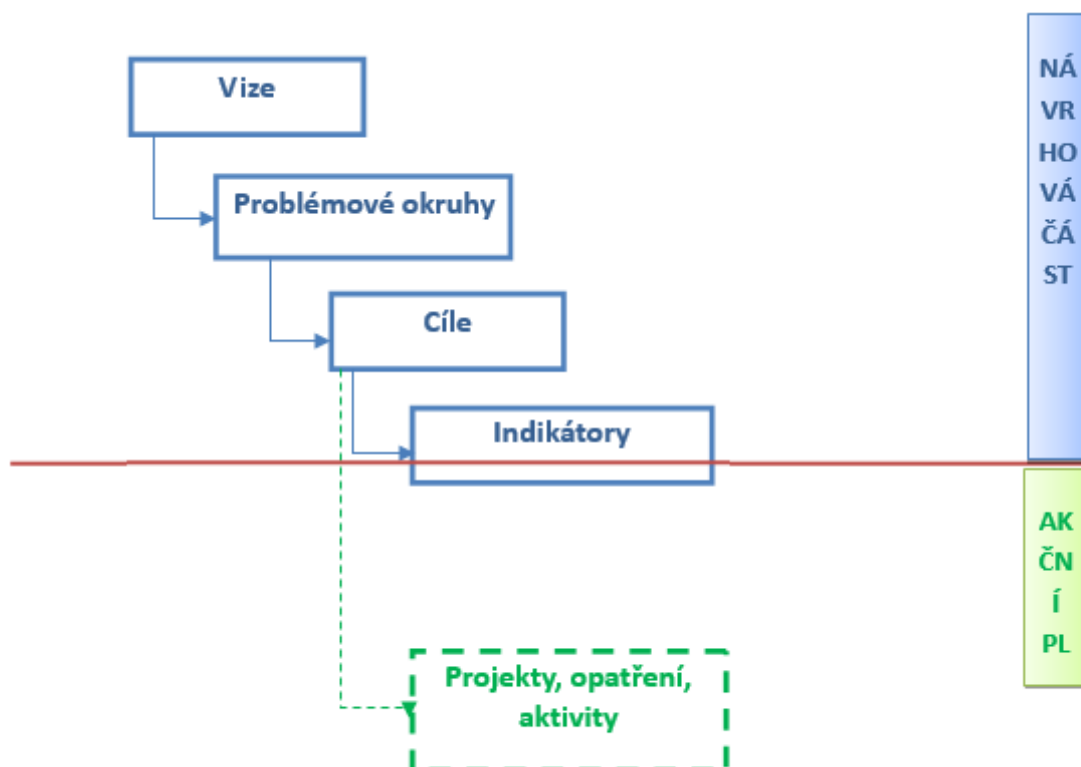 Vize
Problémové okruhy
Cíle
Indikátory
Projekty, opatření,
aktivity
NÁ
VR
HO
VÁ
ČÁ
ST
AK
ČN
Í
PL